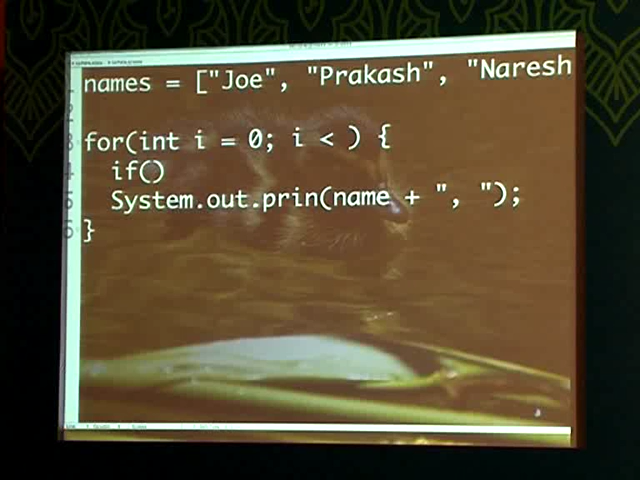 names = ["Joe", "Prakash", "Naresh
for(int i = 0; i < ) {
if()
System.out.prin(name + ", ");
}